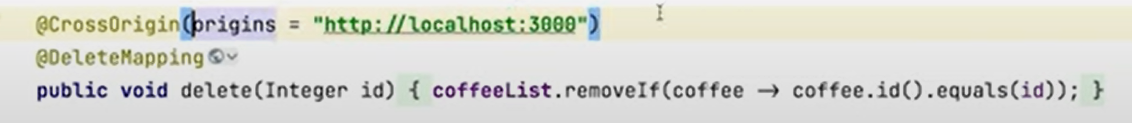 @CrossOrigin(origins = "http://localhost:3000")
@DeleteMapping
public void delete(Integer id) { coffeeList.removeIf(coffee → coffee.id().equals(id)); }